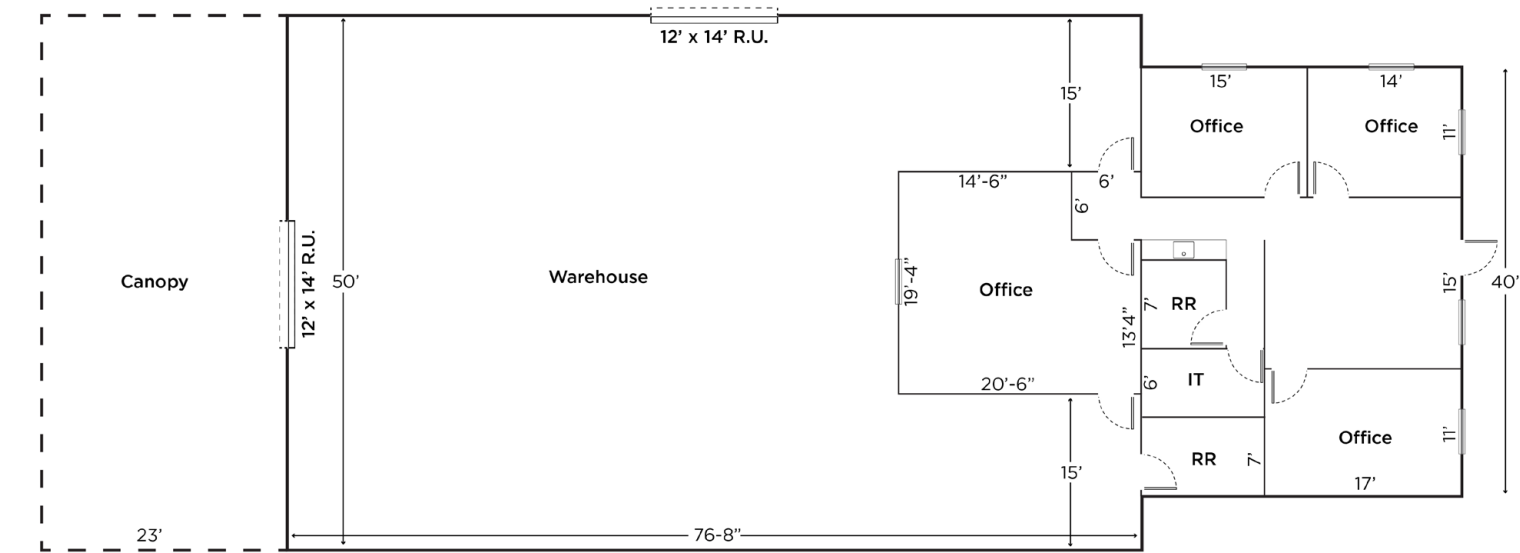 12’ x 14’ R.U.
15’
15’
14’
Office
Office
11’
14’-6”
6’
6’
Canopy
12’ x 14’ R.U.
50’
Warehouse
19’-4”
Office
13’4”
7’
RR
15’
40’
20’-6”
6’
IT
Office
11’
15’
RR
7’
17’
23’
76-8”